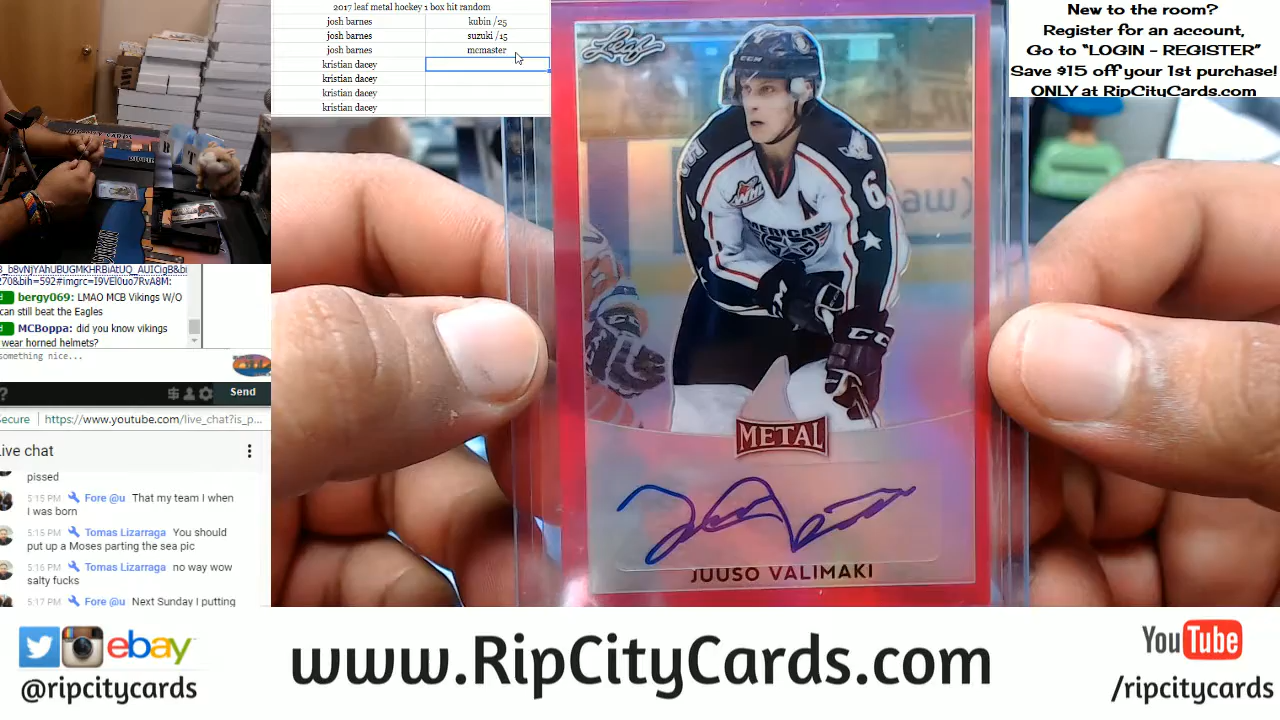 2017 leaf metal hockey 1 box hit random
josh barnes kubin /25
josh barnes suzuki /15
josh barnes mcmaster
kristian dacey
kristian dacey
kristian dacey
kristian dacey
New to the room?
Register for an account,
Go to "LOGIN - REGISTER"
Save $15 off your 1st purchase!
ONLY at RipCityCards.com
Leaf
CCM
WHL
A
6
AMERICANS
CCM
METAL
JUUSO VALIMAKI
bergy069: LMAO MCB Vikings W/O
can still beat the Eagles
MCBoppa: did you know vikings
wear horned helmets?
something nice...
Send
Secure https://www.youtube.com/live_chat?is_p...
Live chat
pissed
5:15 PM Fore @u That my team I when
I was born
5:15 PM Tomas Lizarraga You should
put up a Moses parting the sea pic
5:16 PM Tomas Lizarraga no way wow
salty fucks
5:17 PM Fore @u Next Sunday I putting
ebay
@ripcitycards
www.RipCityCards.com
YouTube
/ripcitycards